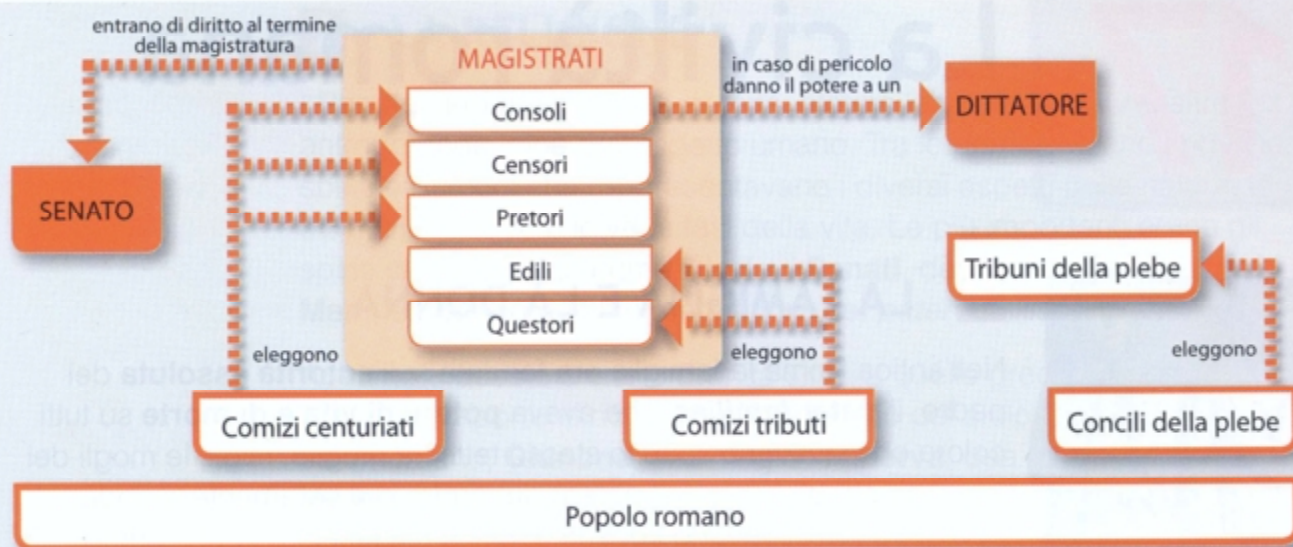 entrano di diritto al termine
della magistratura
MAGISTRATI
in caso di pericolo
danno il potere a un
DITTATORE
Consoli
Censori
SENATO
Pretori
Edili
Tribuni della plebe
Questori
eleggono
eleggono
eleggono
Comizi centuriati
Comizi tributi
Concili della plebe
Popolo romano